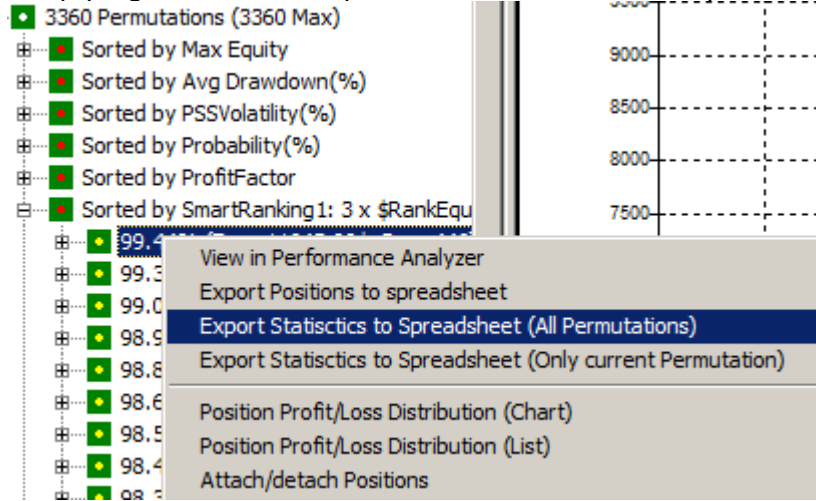 3360 Permutations (3360 Max)
Sorted by Max Equity
Sorted by Avg Drawdown(%)
Sorted by PSSVolatility(%)
Sorted by Probability(%)
Sorted by ProfitFactor
Sorted by SmartRanking1: 3 x $RankEqu
99.4
99.3
99.0
98.9
98.8
98.6
98.5
98.4
98.3
View in Performance Analyzer
Export Positions to spreadsheet
Export Statisctics to Spreadsheet (All Permutations)
Export Statisctics to Spreadsheet (Only current Permutation)
Position Profit/Loss Distribution (Chart)
Position Profit/Loss Distribution (List)
Attach/detach Positions
9000
8500
8000
7500